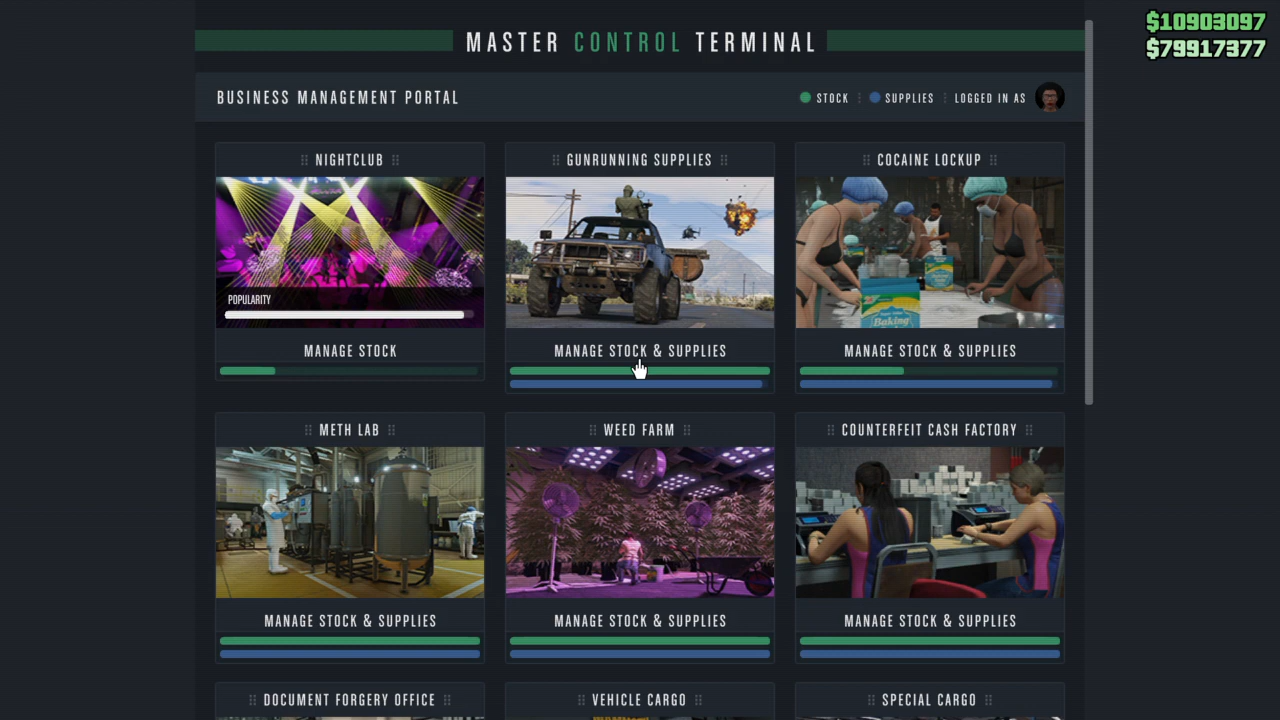 $10903097
$79917377
MASTER CONTROL TERMINAL
BUSINESS MANAGEMENT PORTAL
STOCK
SUPPLIES
LOGGED IN AS
NIGHTCLUB
GUNRUNNING SUPPLIES
COCAINE LOCKUP
POPULARITY
Baking
MANAGE STOCK
MANAGE STOCK & SUPPLIES
MANAGE STOCK & SUPPLIES
METH LAB
WEED FARM
COUNTERFEIT CASH FACTORY
MANAGE STOCK & SUPPLIES
MANAGE STOCK & SUPPLIES
MANAGE STOCK & SUPPLIES
DOCUMENT FORGERY OFFICE
VEHICLE CARGO
SPECIAL CARGO